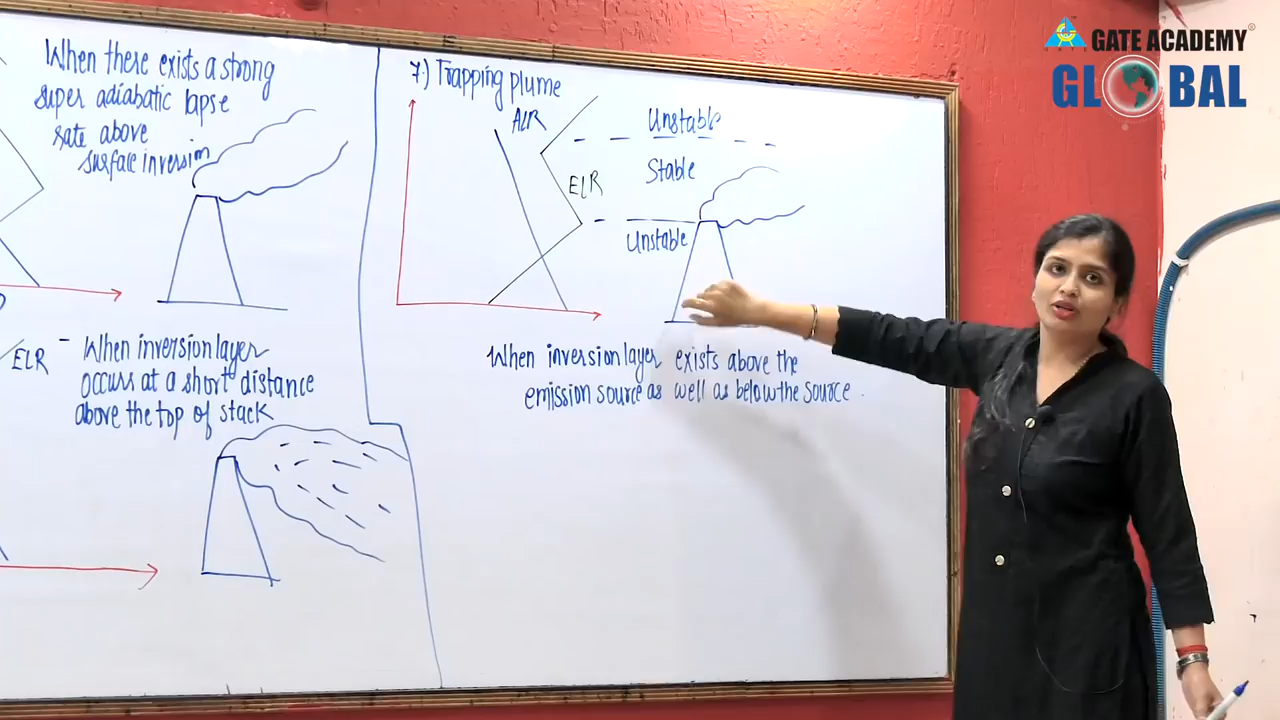 When there exists a strong
super adiabatic lapse
rate above
surface inversion
ELR
- When inversion layer
occurs at a short distance
above the top of stack
7.) Trapping plume
ALR
ELR
Unstable
Stable
Unstable
When inversion layer exists above the
emission source as well as below the source.
GATE ACADEMY
GLOBAL